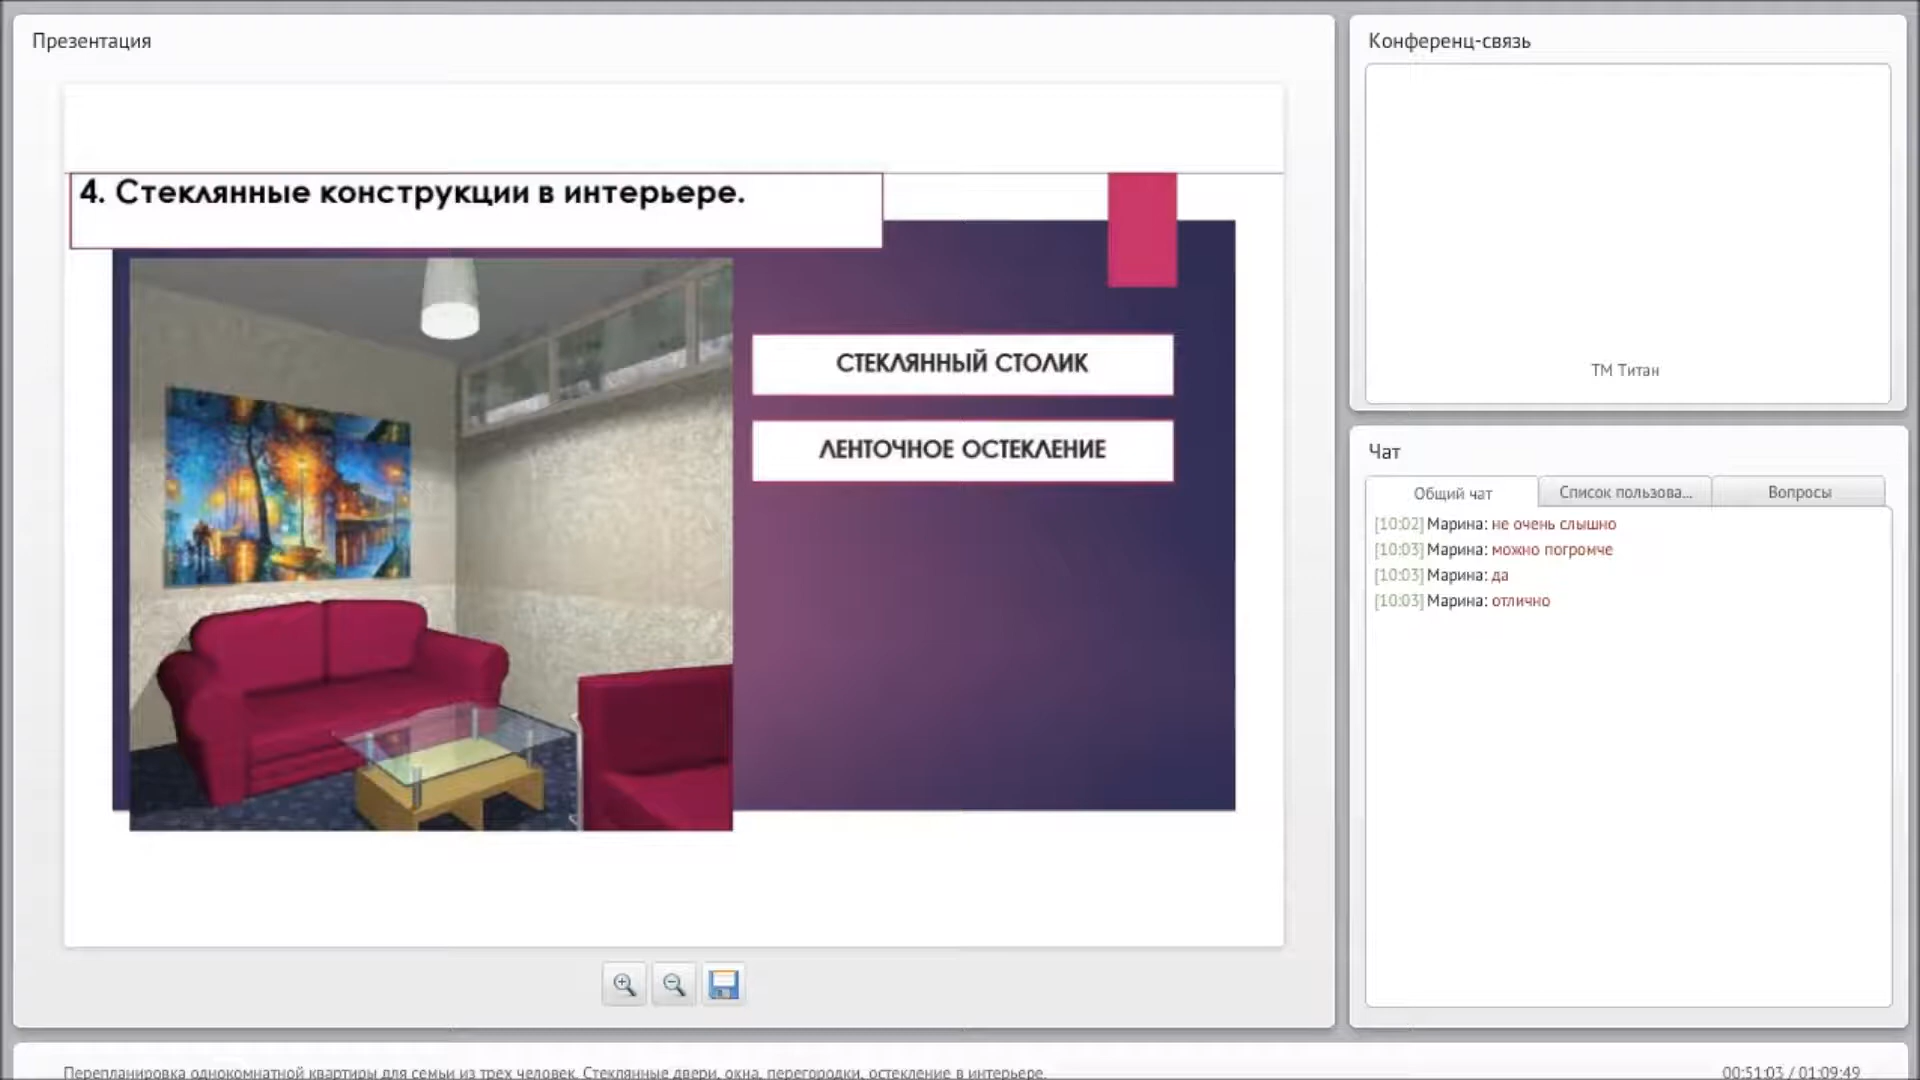 Презентация
4. Стеклянные конструкции в интерьере.
СТЕКЛЯННЫЙ СТОЛИК
ЛЕНТОЧНОЕ ОСТЕКЛЕНИЕ
Конференц-связь
ТМ Титан
Чат
Общий чат
Список пользова...
Вопросы
[10:02] Марина: не очень слышно
[10:03] Марина: можно погромче
[10:03] Марина: да
[10:03] Марина: отлично
Перепланировка однокомнатной квартиры для семьи из трех человек. Стеклянные двери, окна, перегородки, остекление в интерьере.
00:51:03 / 01:09:49